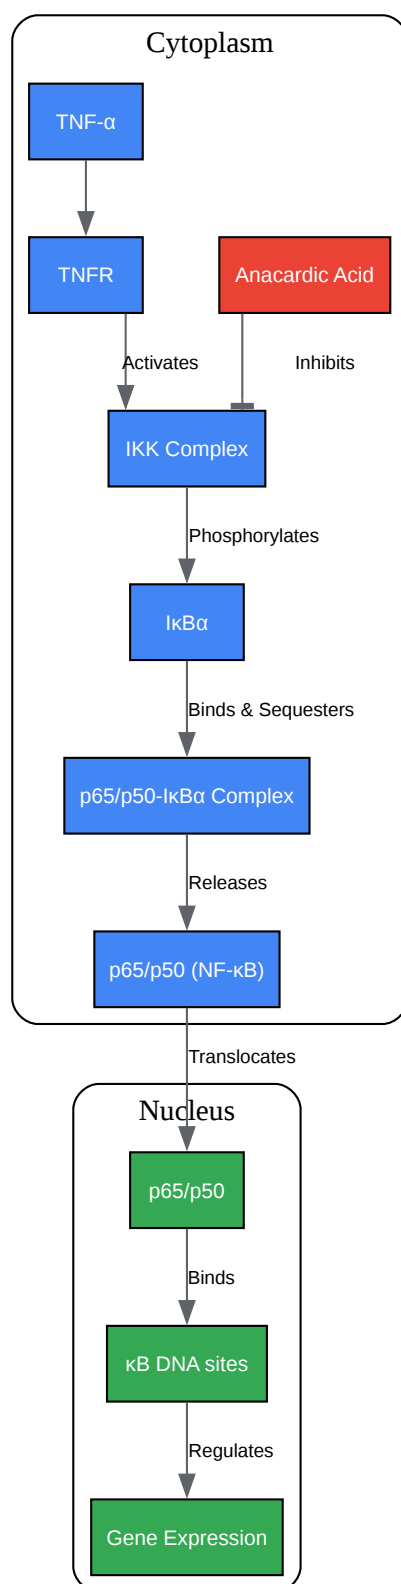 Cytoplasm
TNF-α
TNFR
Anacardic Acid
Activates
Inhibits
IKK Complex
Phosphorylates
IκBα
Binds & Sequesters
p65/p50-IκBα Complex
Releases
p65/p50 (NF-κB)
Translocates
Nucleus
p65/p50
Binds
κB DNA sites
Regulates
Gene Expression